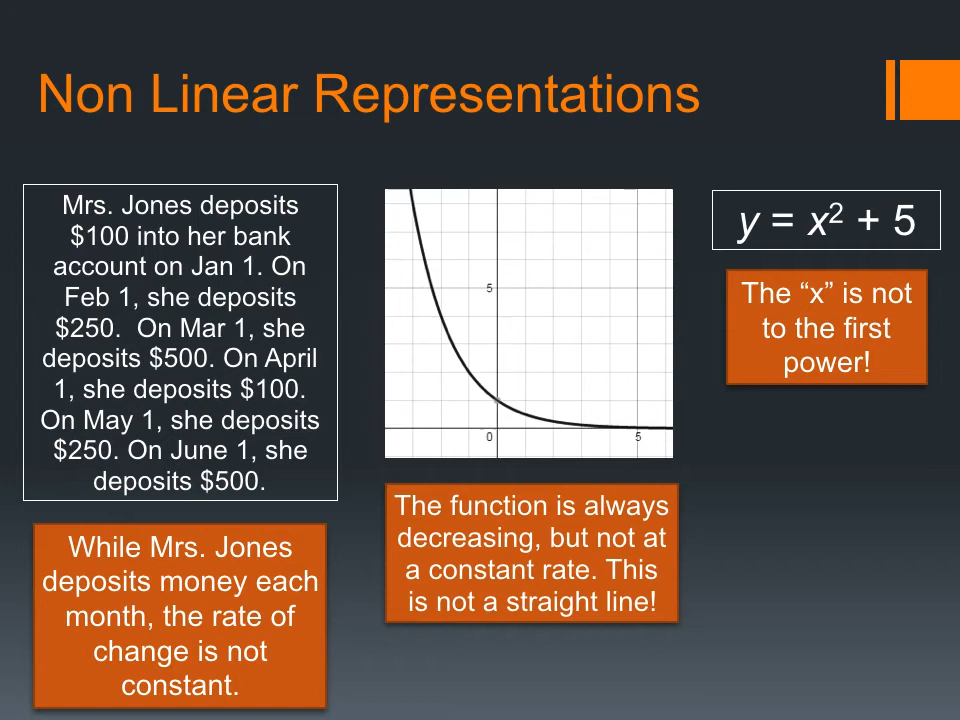 Non Linear Representations
Mrs. Jones deposits
$100 into her bank
account on Jan 1. On
Feb 1, she deposits
$250.  On Mar 1, she
deposits $500. On April
1, she deposits $100.
On May 1, she deposits
$250. On June 1, she
deposits $500.
While Mrs. Jones
deposits money each
month, the rate of
change is not
constant.
5
0
5
The function is always
decreasing, but not at
a constant rate. This
is not a straight line!
y = x² + 5
The “x” is not
to the first
power!